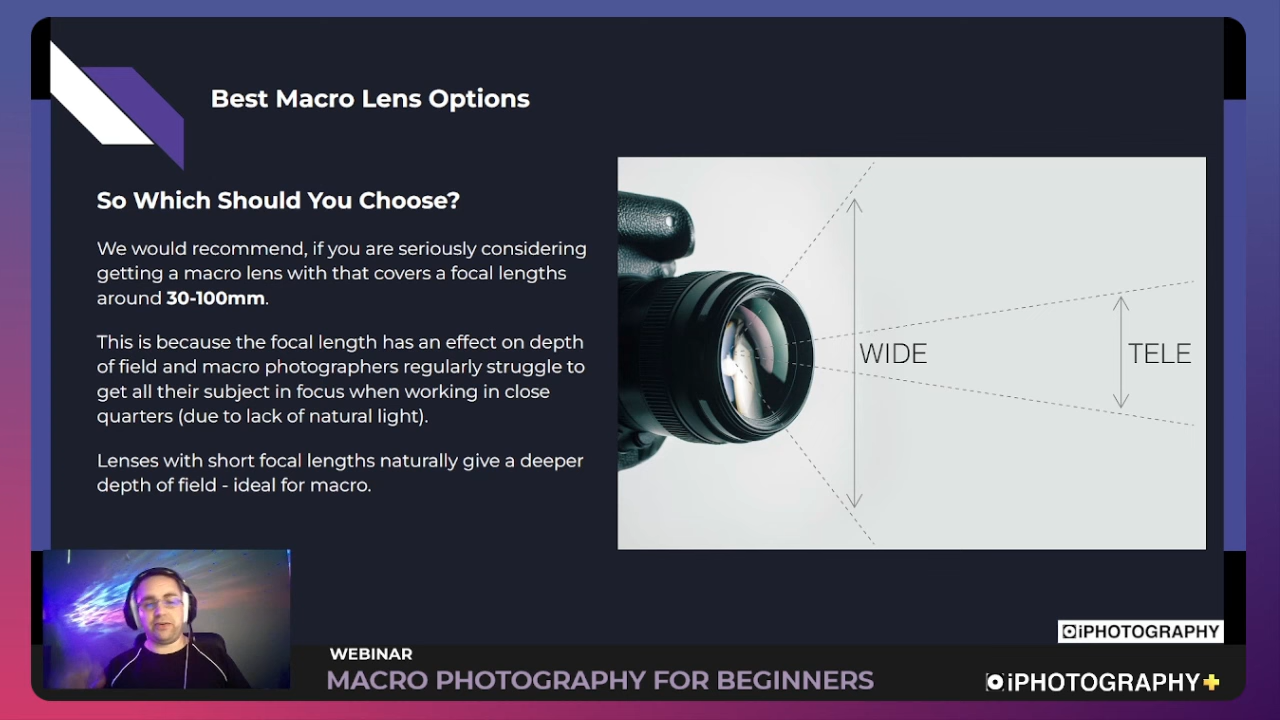 Best Macro Lens Options
So Which Should You Choose?
We would recommend, if you are seriously considering
getting a macro lens with that covers a focal lengths
around 30-100mm.
This is because the focal length has an effect on depth
of field and macro photographers regularly struggle to
get all their subject in focus when working in close
quarters (due to lack of natural light).
Lenses with short focal lengths naturally give a deeper
depth of field - ideal for macro.
WIDE
TELE
iPHOTOGRAPHY
WEBINAR
MACRO PHOTOGRAPHY FOR BEGINNERS
iPHOTOGRAPHY+